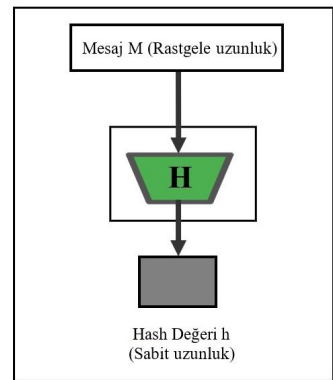 Mesaj M (Rastgele uzunluk)
H
Hash Değeri h
(Sabit uzunluk)